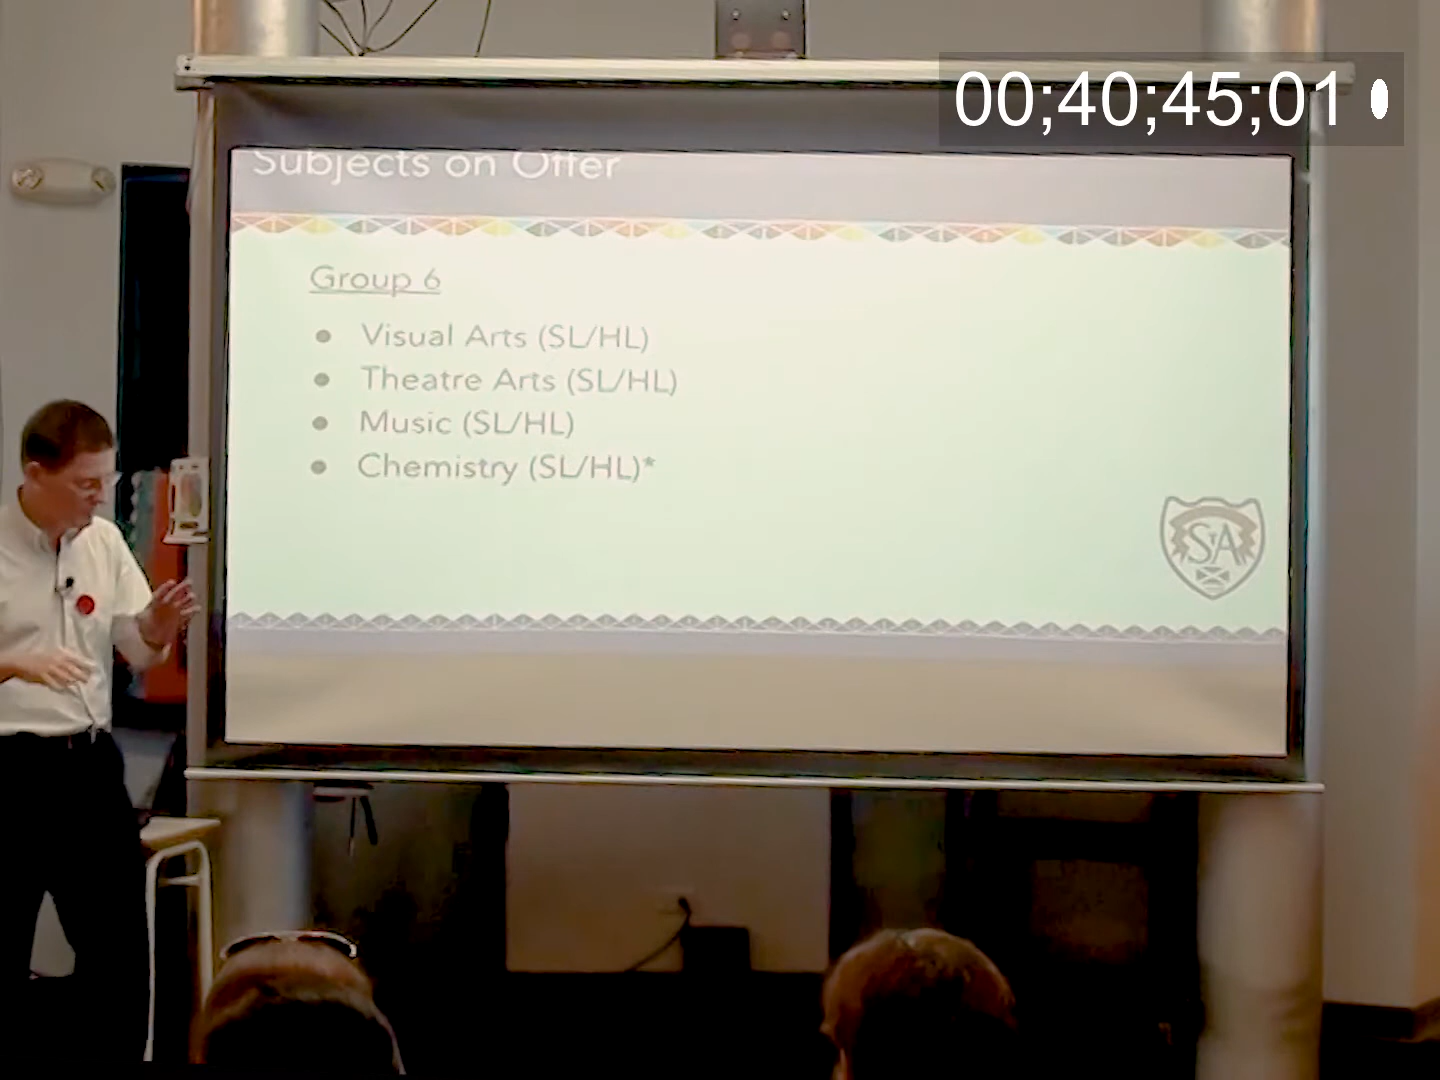 00;40;45;01
Subjects on Offer
Group 6
● Visual Arts (SL/HL)
● Theatre Arts (SL/HL)
● Music (SL/HL)
● Chemistry (SL/HL)*
STA